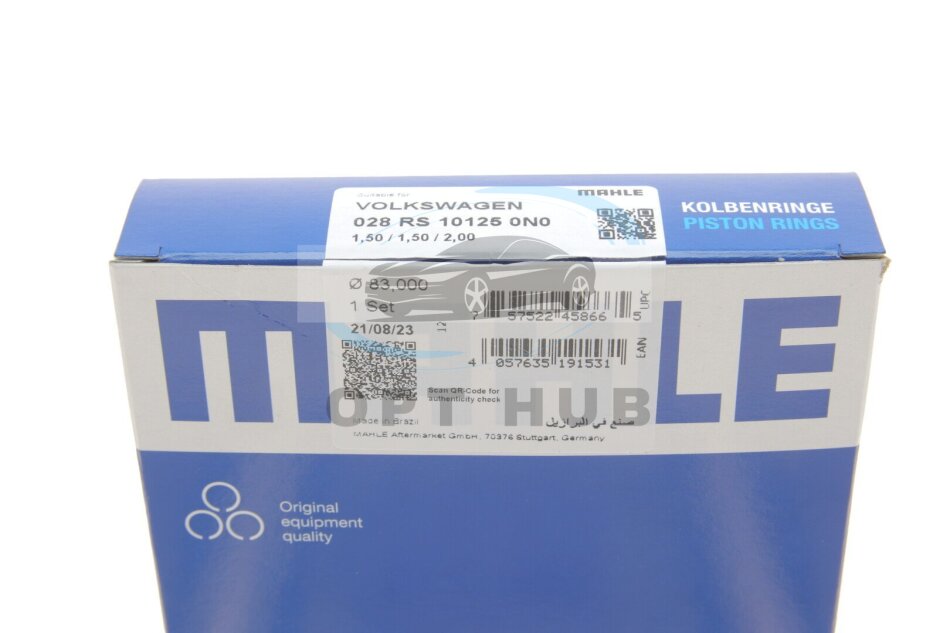 Suitable for
MAHLE
VOLKSWAGEN
028 RS 10125 0N0
1,50 / 1,50 / 2,00
KOLBENRINGE
PISTON RINGS
Ø 83,000
1 Set
21/08/23
12
7 57522 45866 5
UPC
4 057635 191531
EAN
Scan QR-Code for
authenticity check
OPT HUB
Made in Brazil
صنع في البرازيل
MAHLE Aftermarket GmbH, 70376 Stuttgart, Germany
MAHLE
Original
equipment
quality